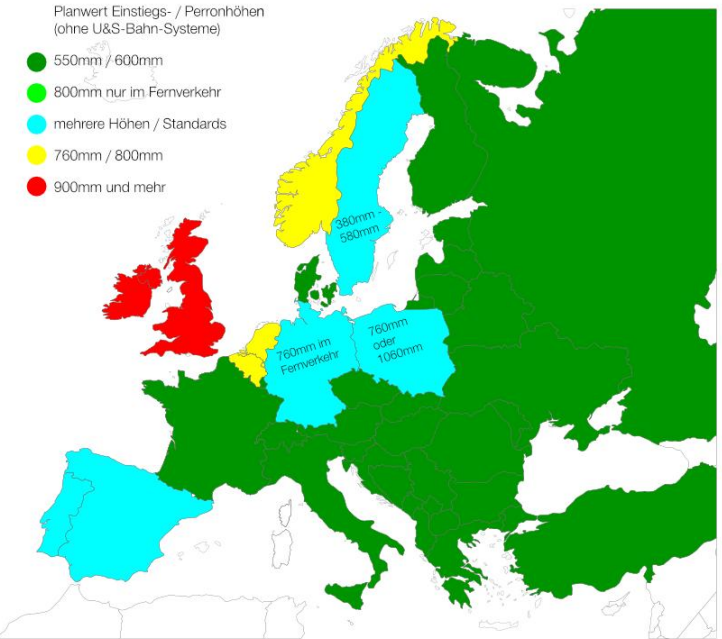 Planwert Einstiegs- / Perronhöhen
(ohne U&S-Bahn-Systeme)
550mm / 600mm
800mm nur im Fernverkehr
mehrere Höhen / Standards
760mm / 800mm
900mm und mehr
380mm -
580mm
760mm im
Fernverkehr
760mm
oder
1060mm